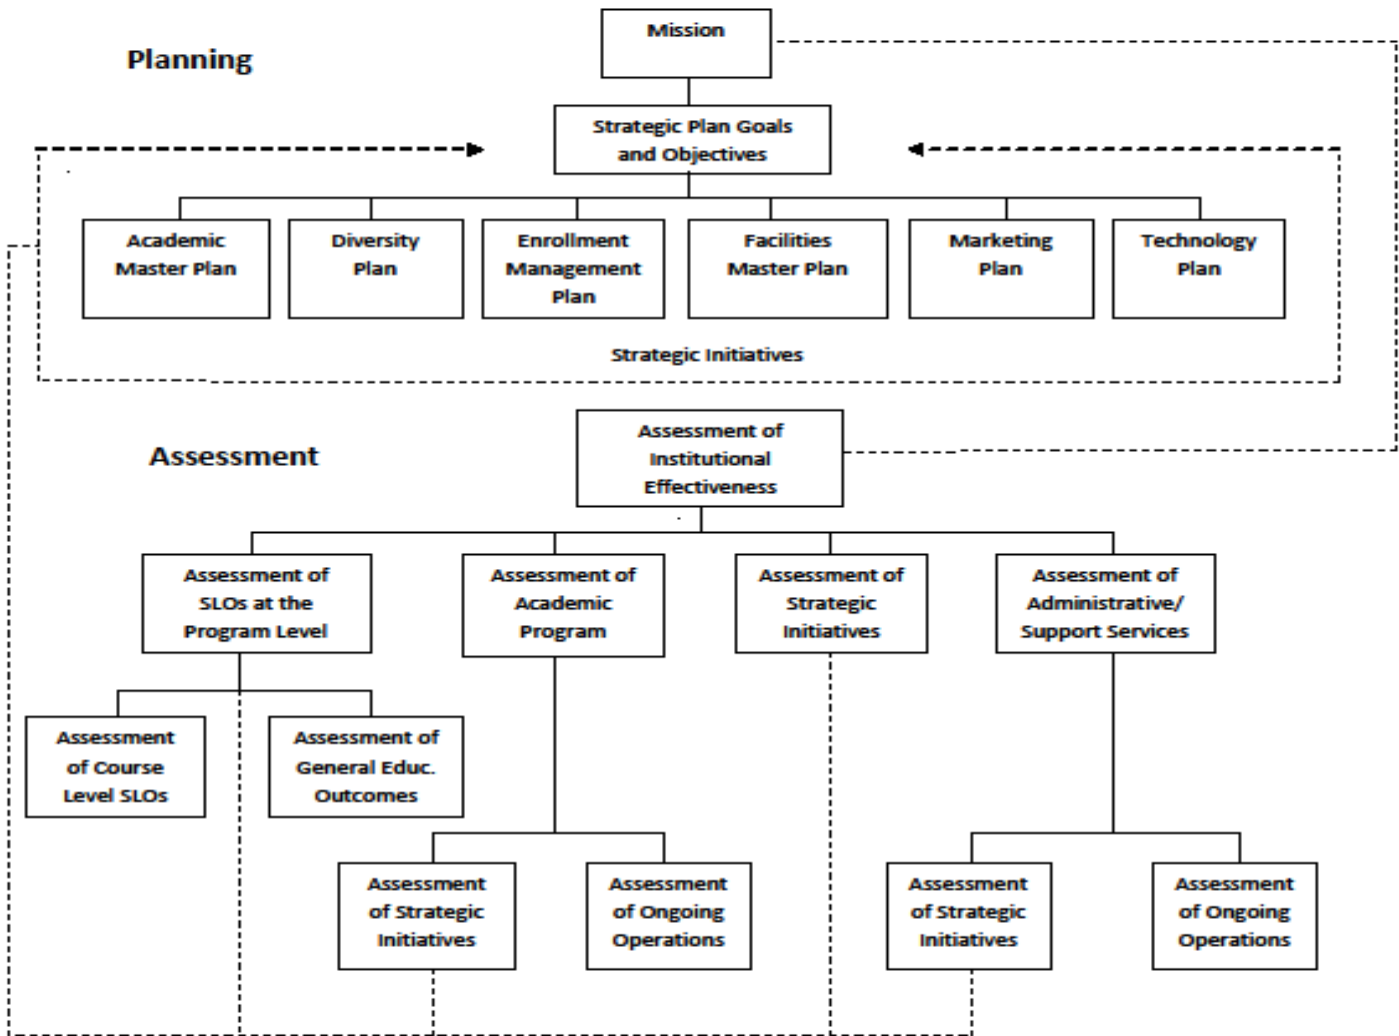 Mission
Planning
Strategic Plan Goals
and Objectives
Academic
Master Plan
Diversity
Plan
Enrollment
Management
Plan
Facilities
Master Plan
Marketing
Plan
Technology
Plan
Strategic Initiatives
Assessment
Assessment of
Institutional
Effectiveness
Assessment of
SLOs at the
Program Level
Assessment of
Academic
Program
Assessment of
Strategic
Initiatives
Assessment of
Administrative/
Support Services
Assessment
of Course
Level SLOs
Assessment of
General Educ.
Outcomes
Assessment
of Strategic
Initiatives
Assessment
of Ongoing
Operations
Assessment
of Strategic
Initiatives
Assessment
of Ongoing
Operations